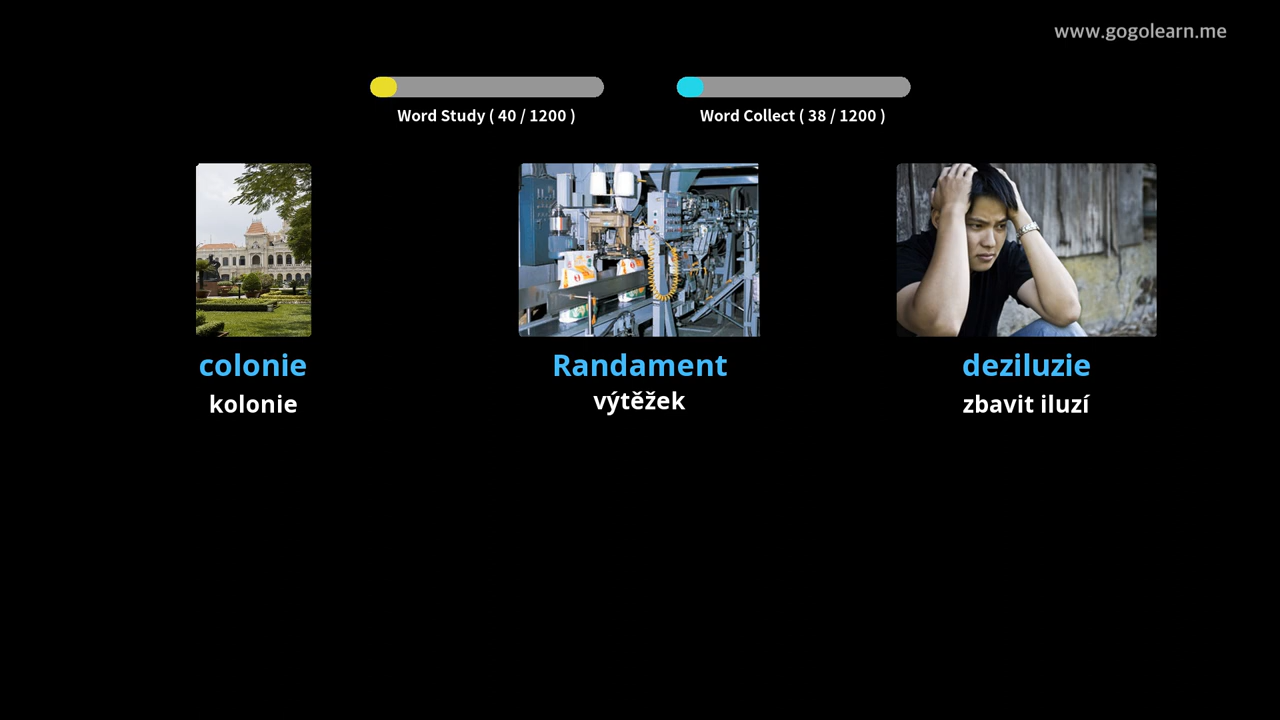 www.gogolearn.me
Word Study ( 40 / 1200 )
Word Collect ( 38 / 1200 )
colonie
kolonie
Randament
výtěžek
deziluzie
zbavit iluzí